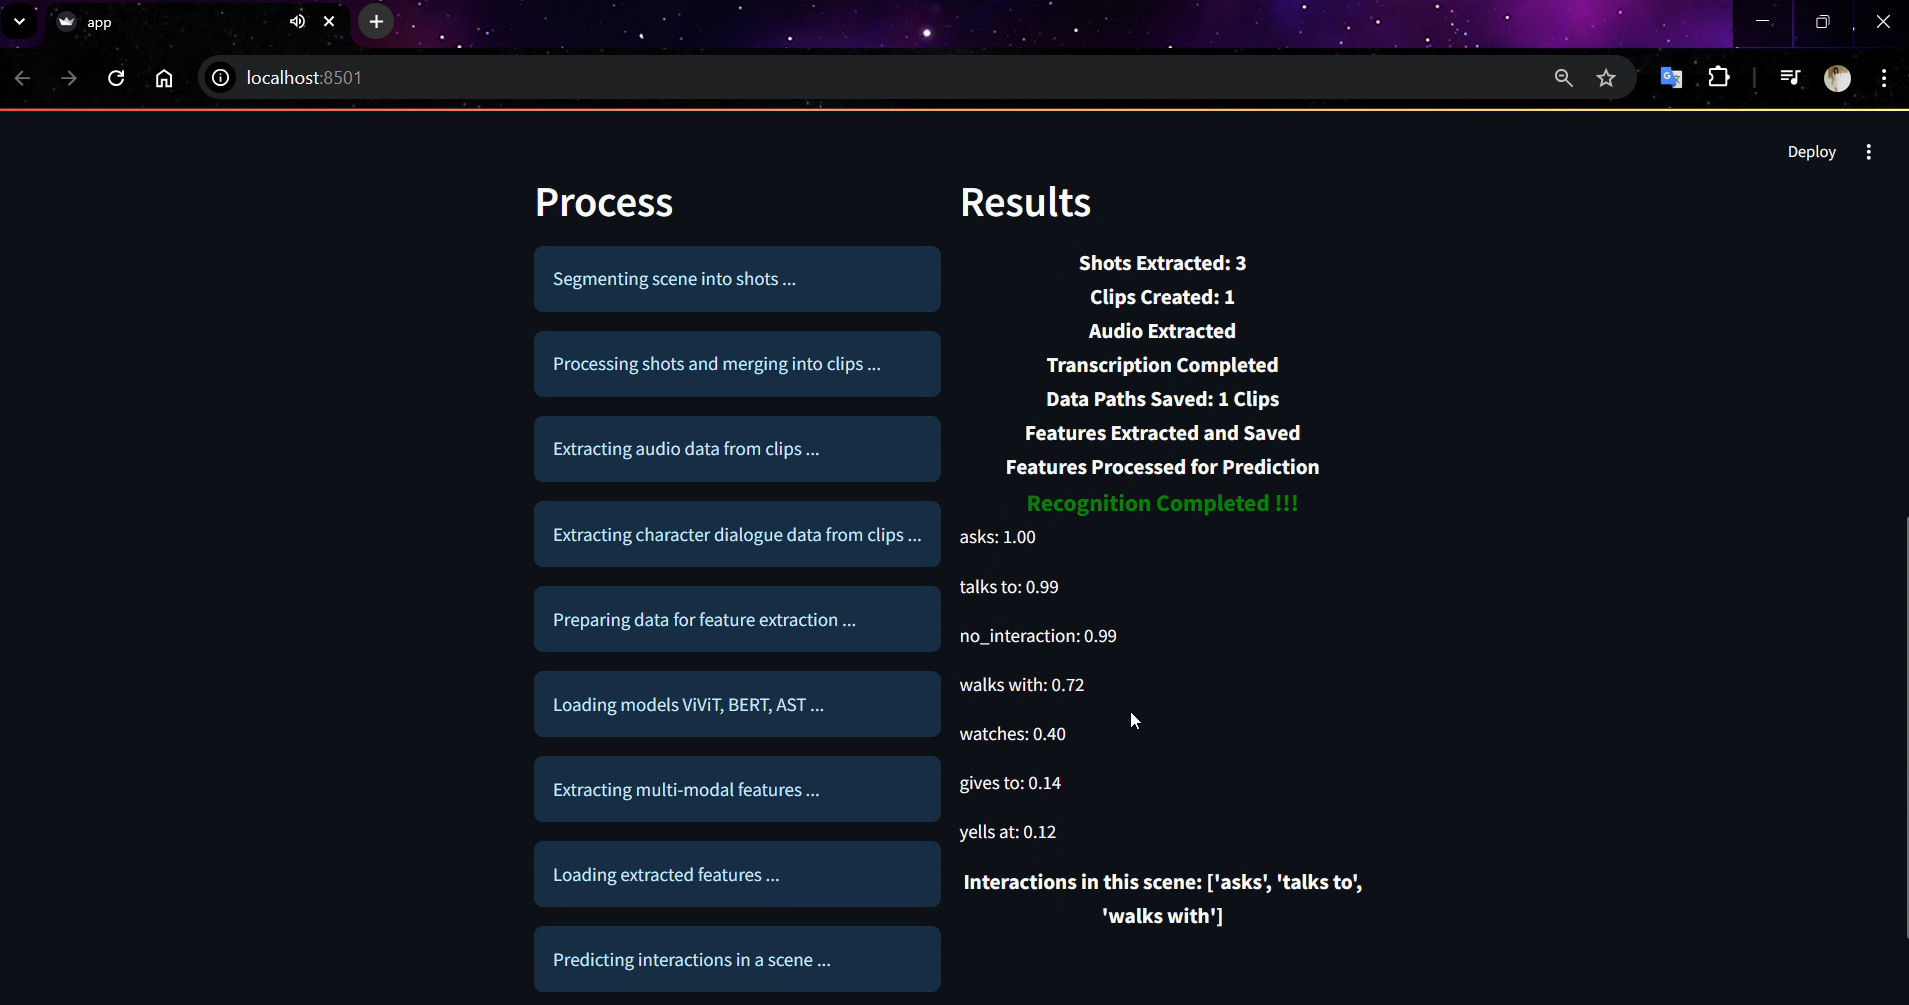 app
localhost:8501
Deploy
Process
Segmenting scene into shots ...
Processing shots and merging into clips ...
Extracting audio data from clips ...
Extracting character dialogue data from clips ...
Preparing data for feature extraction ...
Loading models ViViT, BERT, AST ...
Extracting multi-modal features ...
Loading extracted features ...
Predicting interactions in a scene ...
Results
Shots Extracted: 3
Clips Created: 1
Audio Extracted
Transcription Completed
Data Paths Saved: 1 Clips
Features Extracted and Saved
Features Processed for Prediction
Recognition Completed !!!
asks: 1.00
talks to: 0.99
no_interaction: 0.99
walks with: 0.72
watches: 0.40
gives to: 0.14
yells at: 0.12
Interactions in this scene: ['asks', 'talks to',
'walks with']